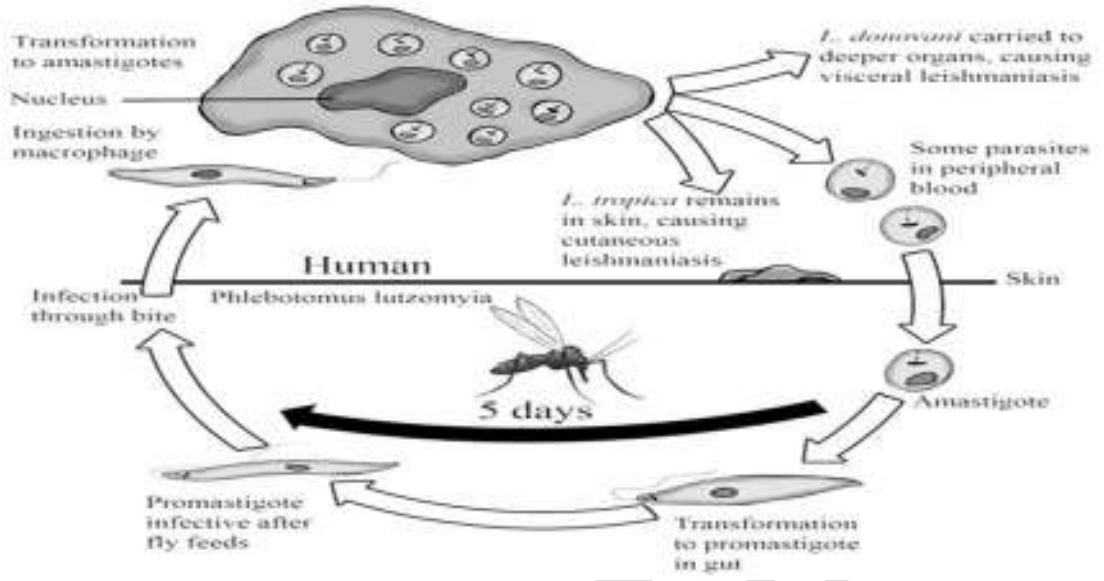 Transformation
to amastigotes
Nucleus
Ingestion by
macrophage
L. donovani carried to
deeper organs, causing
visceral leishmaniasis
Some parasites
in peripheral
blood
L. tropica remains
in skin, causing
cutaneous
leishmaniasis
Human
Skin
Infection
through bite
Phlebotomus lutzomyia
5 days
Amastigote
Promastigote
infective after
fly feeds
Transformation
to promastigote
in gut